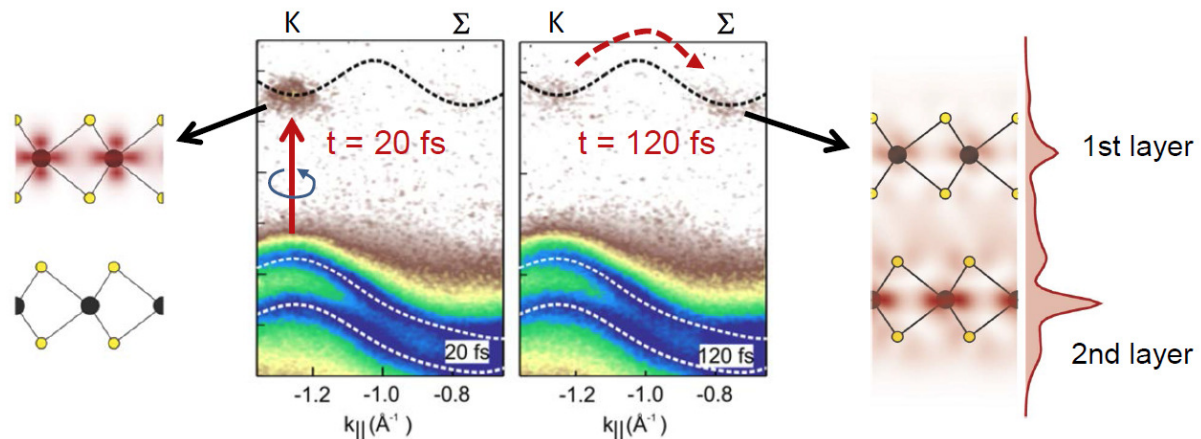 K
Σ
K
Σ
t = 20 fs
t = 120 fs
1st layer
20 fs
120 fs
2nd layer
-1.2
-1.0
-0.8
-1.2
-1.0
-0.8
k||(Å⁻¹)
k||(Å⁻¹)